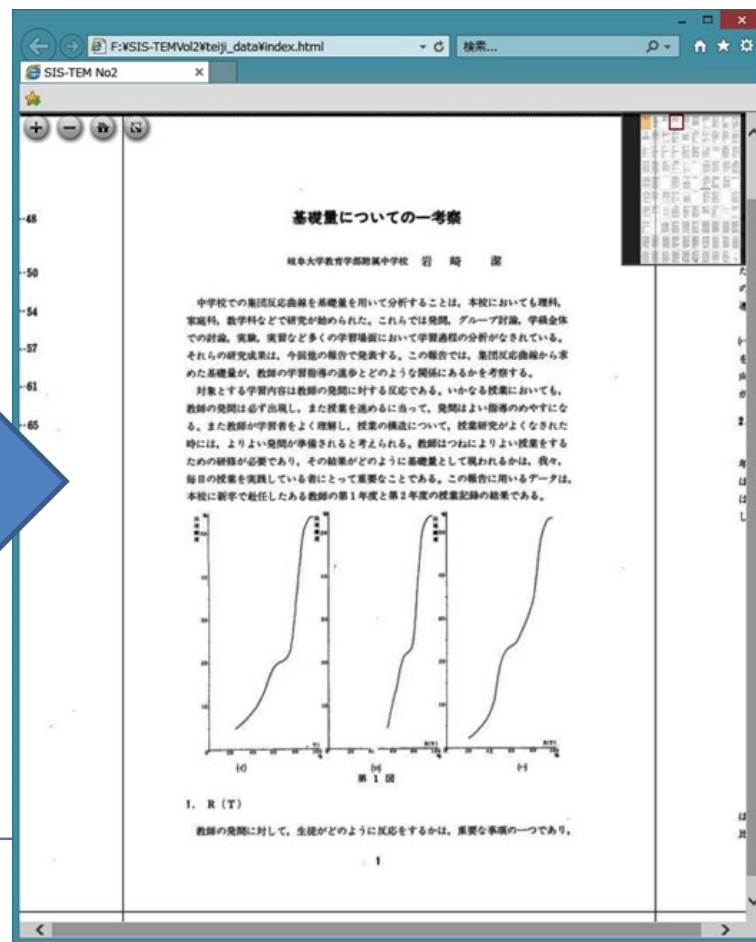 F:¥SIS-TEMVol2¥teiji_data¥index.html
検索...
SIS-TEM No2
--48
--50
--54
--57
--61
--65
基礎量についての一考察
岐阜大学教育学部附属中学校 岩 崎 潔
中学校での集団反応曲線を基礎量を用いて分析することは,本校においても理科,
家庭科,数学科などで研究が始められた。これらでは発問,グループ討論,学級全体
での討論,実験,実習など多くの学習場面において学習過程の分析がなされている。
それらの研究成果は,今回他の報告で発表する。この報告では,集団反応曲線から求
めた基礎量が,教師の学習指導の進歩とどのような関係にあるかを考察する。
対象とする学習内容は教師の発問に対する反応である。いかなる授業においても,
教師の発問は必ず出現し,また授業を進めるに当って,発問はよい指導のめやすにな
る。また教師が学習者をよく理解し,授業の構造について,授業研究がよくなされた
時には,よりよい発問が準備されると考えられる。教師はつねによりよい授業をする
ための研修が必要であり,その結果がどのように基礎量として現われるかは,我々,
毎日の授業を実践している者にとって重要なことである。この報告に用いるデータは,
本校に新卒で赴任したある教師の第1年度と第2年度の授業記録の結果である。
(イ)
(ロ)
(ハ)
第 1 図
1. R(T)
教師の発問に対して,生徒がどのように反応をするかは,重要な事項の一つであり,
1